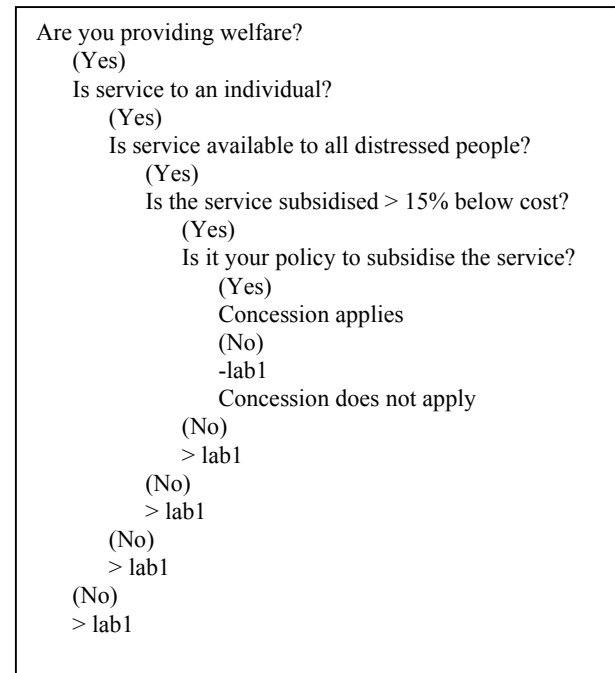 Are you providing welfare?
(Yes)
Is service to an individual?
(Yes)
Is service available to all distressed people?
(Yes)
Is the service subsidised > 15% below cost?
(Yes)
Is it your policy to subsidise the service?
(Yes)
Concession applies
(No)
-lab1
Concession does not apply
(No)
> lab1
(No)
> lab1
(No)
> lab1
(No)
> lab1